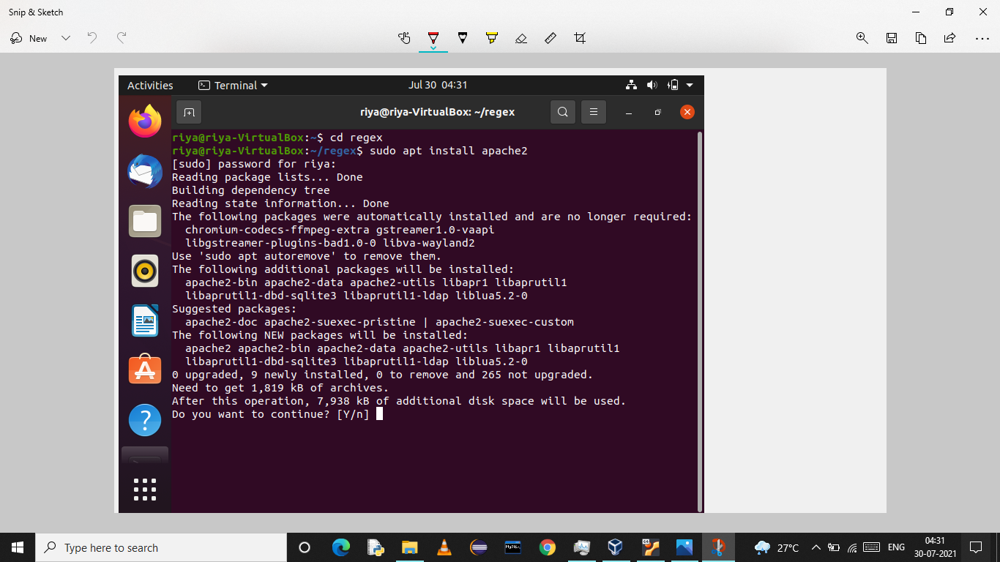 Snip & Sketch
New
Activities Terminal Jul 30 04:31
riya@riya-VirtualBox: ~/regex
riya@riya-VirtualBox:~$ cd regex
riya@riya-VirtualBox:~/regex$ sudo apt install apache2
[sudo] password for riya:
Reading package lists... Done
Building dependency tree
Reading state information... Done
The following packages were automatically installed and are no longer required:
  chromium-codecs-ffmpeg-extra gstreamer1.0-vaapi
  libgstreamer-plugins-bad1.0-0 libva-wayland2
Use 'sudo apt autoremove' to remove them.
The following additional packages will be installed:
  apache2-bin apache2-data apache2-utils libapr1 libaprutil1
  libaprutil1-dbd-sqlite3 libaprutil1-ldap liblua5.2-0
Suggested packages:
  apache2-doc apache2-suexec-pristine | apache2-suexec-custom
The following NEW packages will be installed:
  apache2 apache2-bin apache2-data apache2-utils libapr1 libaprutil1
  libaprutil1-dbd-sqlite3 libaprutil1-ldap liblua5.2-0
0 upgraded, 9 newly installed, 0 to remove and 265 not upgraded.
Need to get 1,819 kB of archives.
After this operation, 7,938 kB of additional disk space will be used.
Do you want to continue? [Y/n]
Type here to search
MySQL
64
27°C
ENG
04:31
30-07-2021